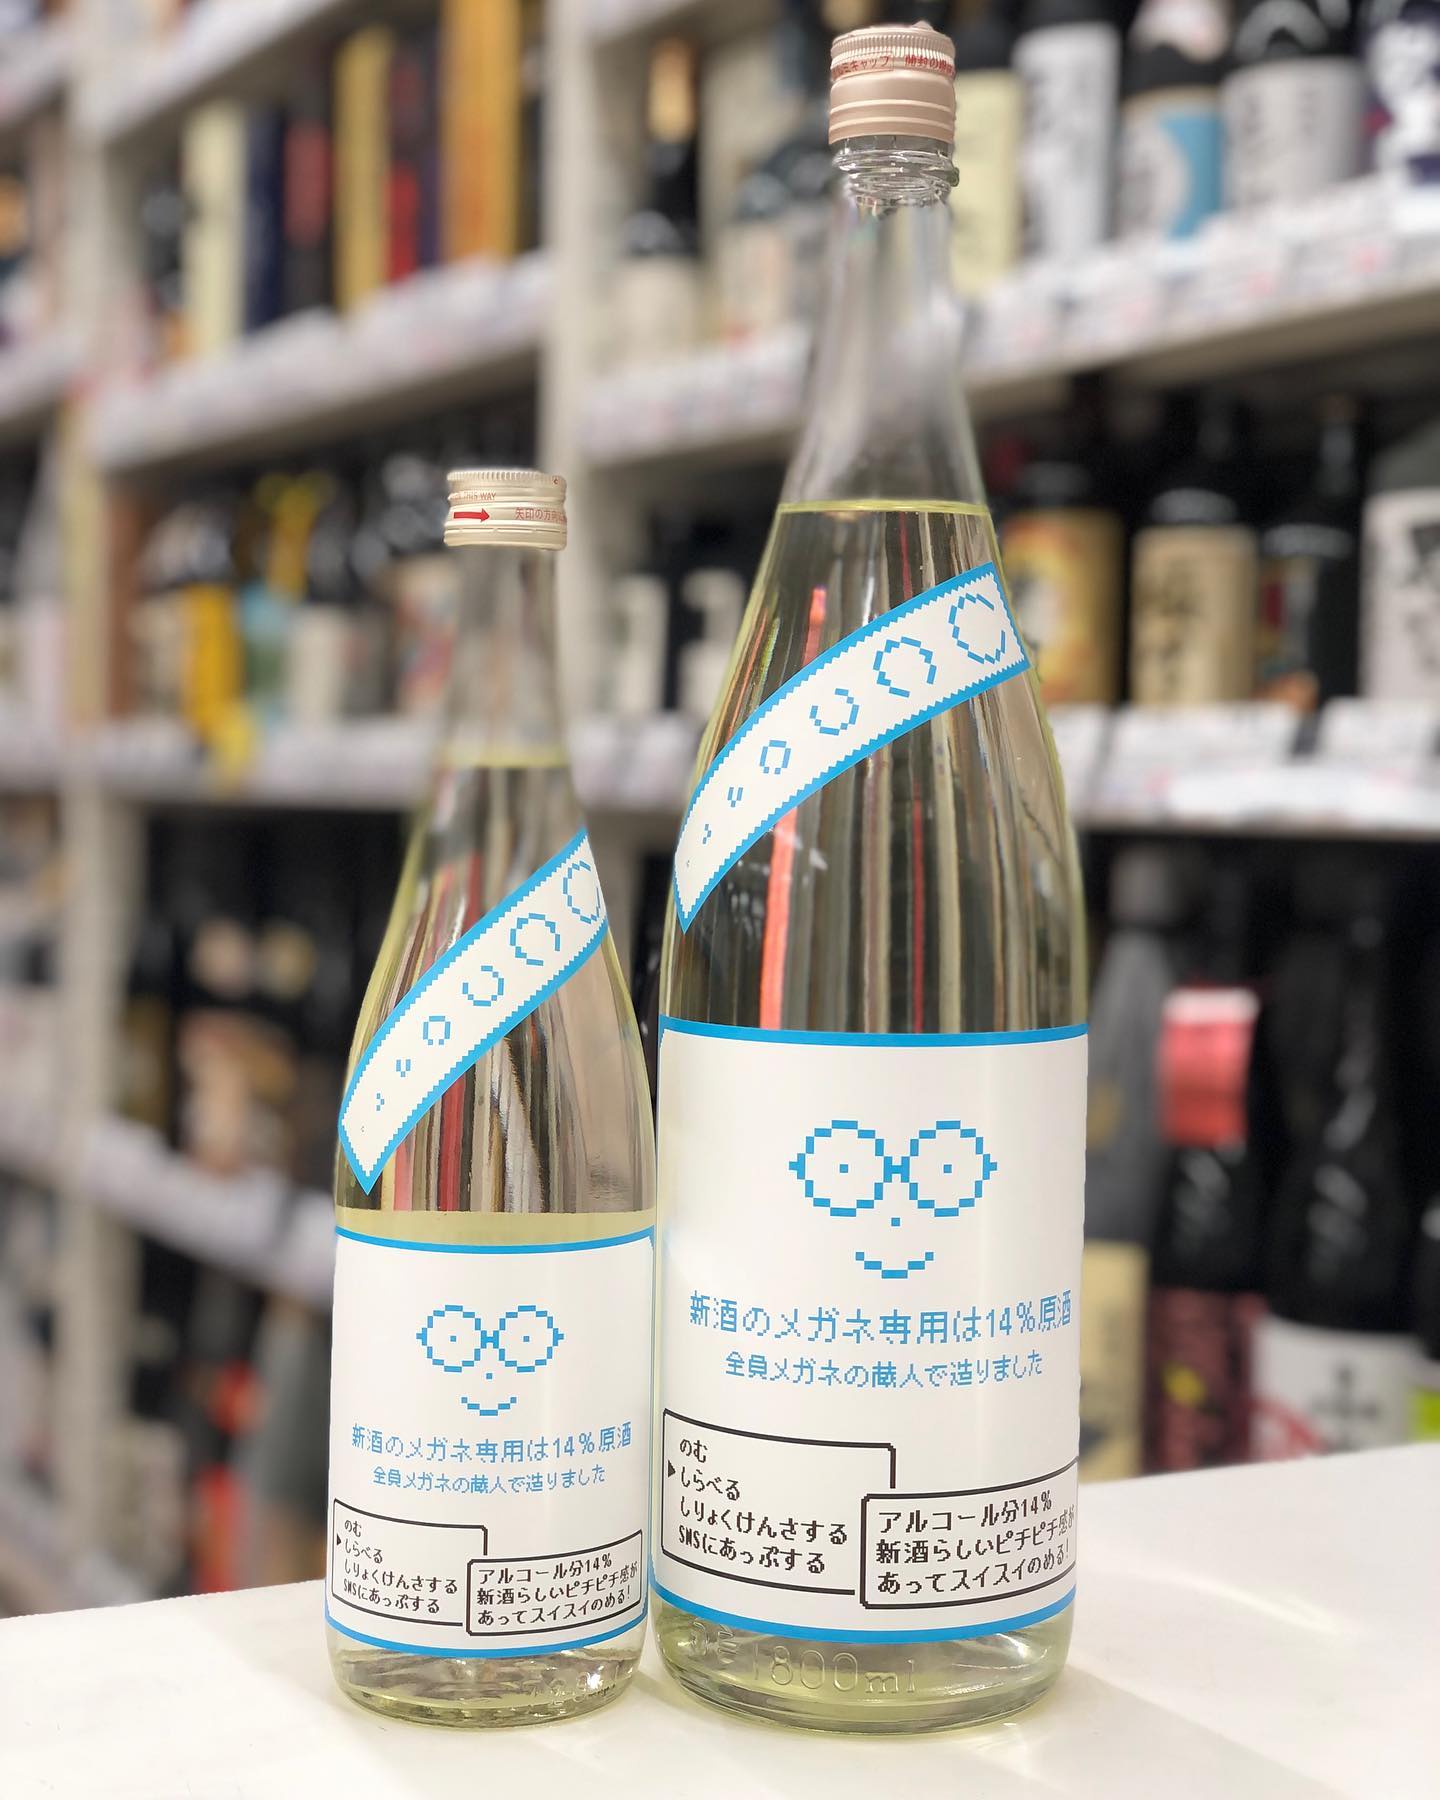 THIS WAY
新酒のメガネ専用は14%原酒
全員メガネの蔵人で造りました
のむ
▶しらべる
しりょくけんさする
SNSにあっぷする
アルコール分14%
新酒らしいピチピチ感が
あってスイスイのめる!
キャップ
新酒のメガネ専用は14%原酒
全員メガネの蔵人で造りました
のむ
▶しらべる
しりょくけんさする
SNSにあっぷする
アルコール分14%
新酒らしいピチピチ感が
あってスイスイのめる!
1800ml